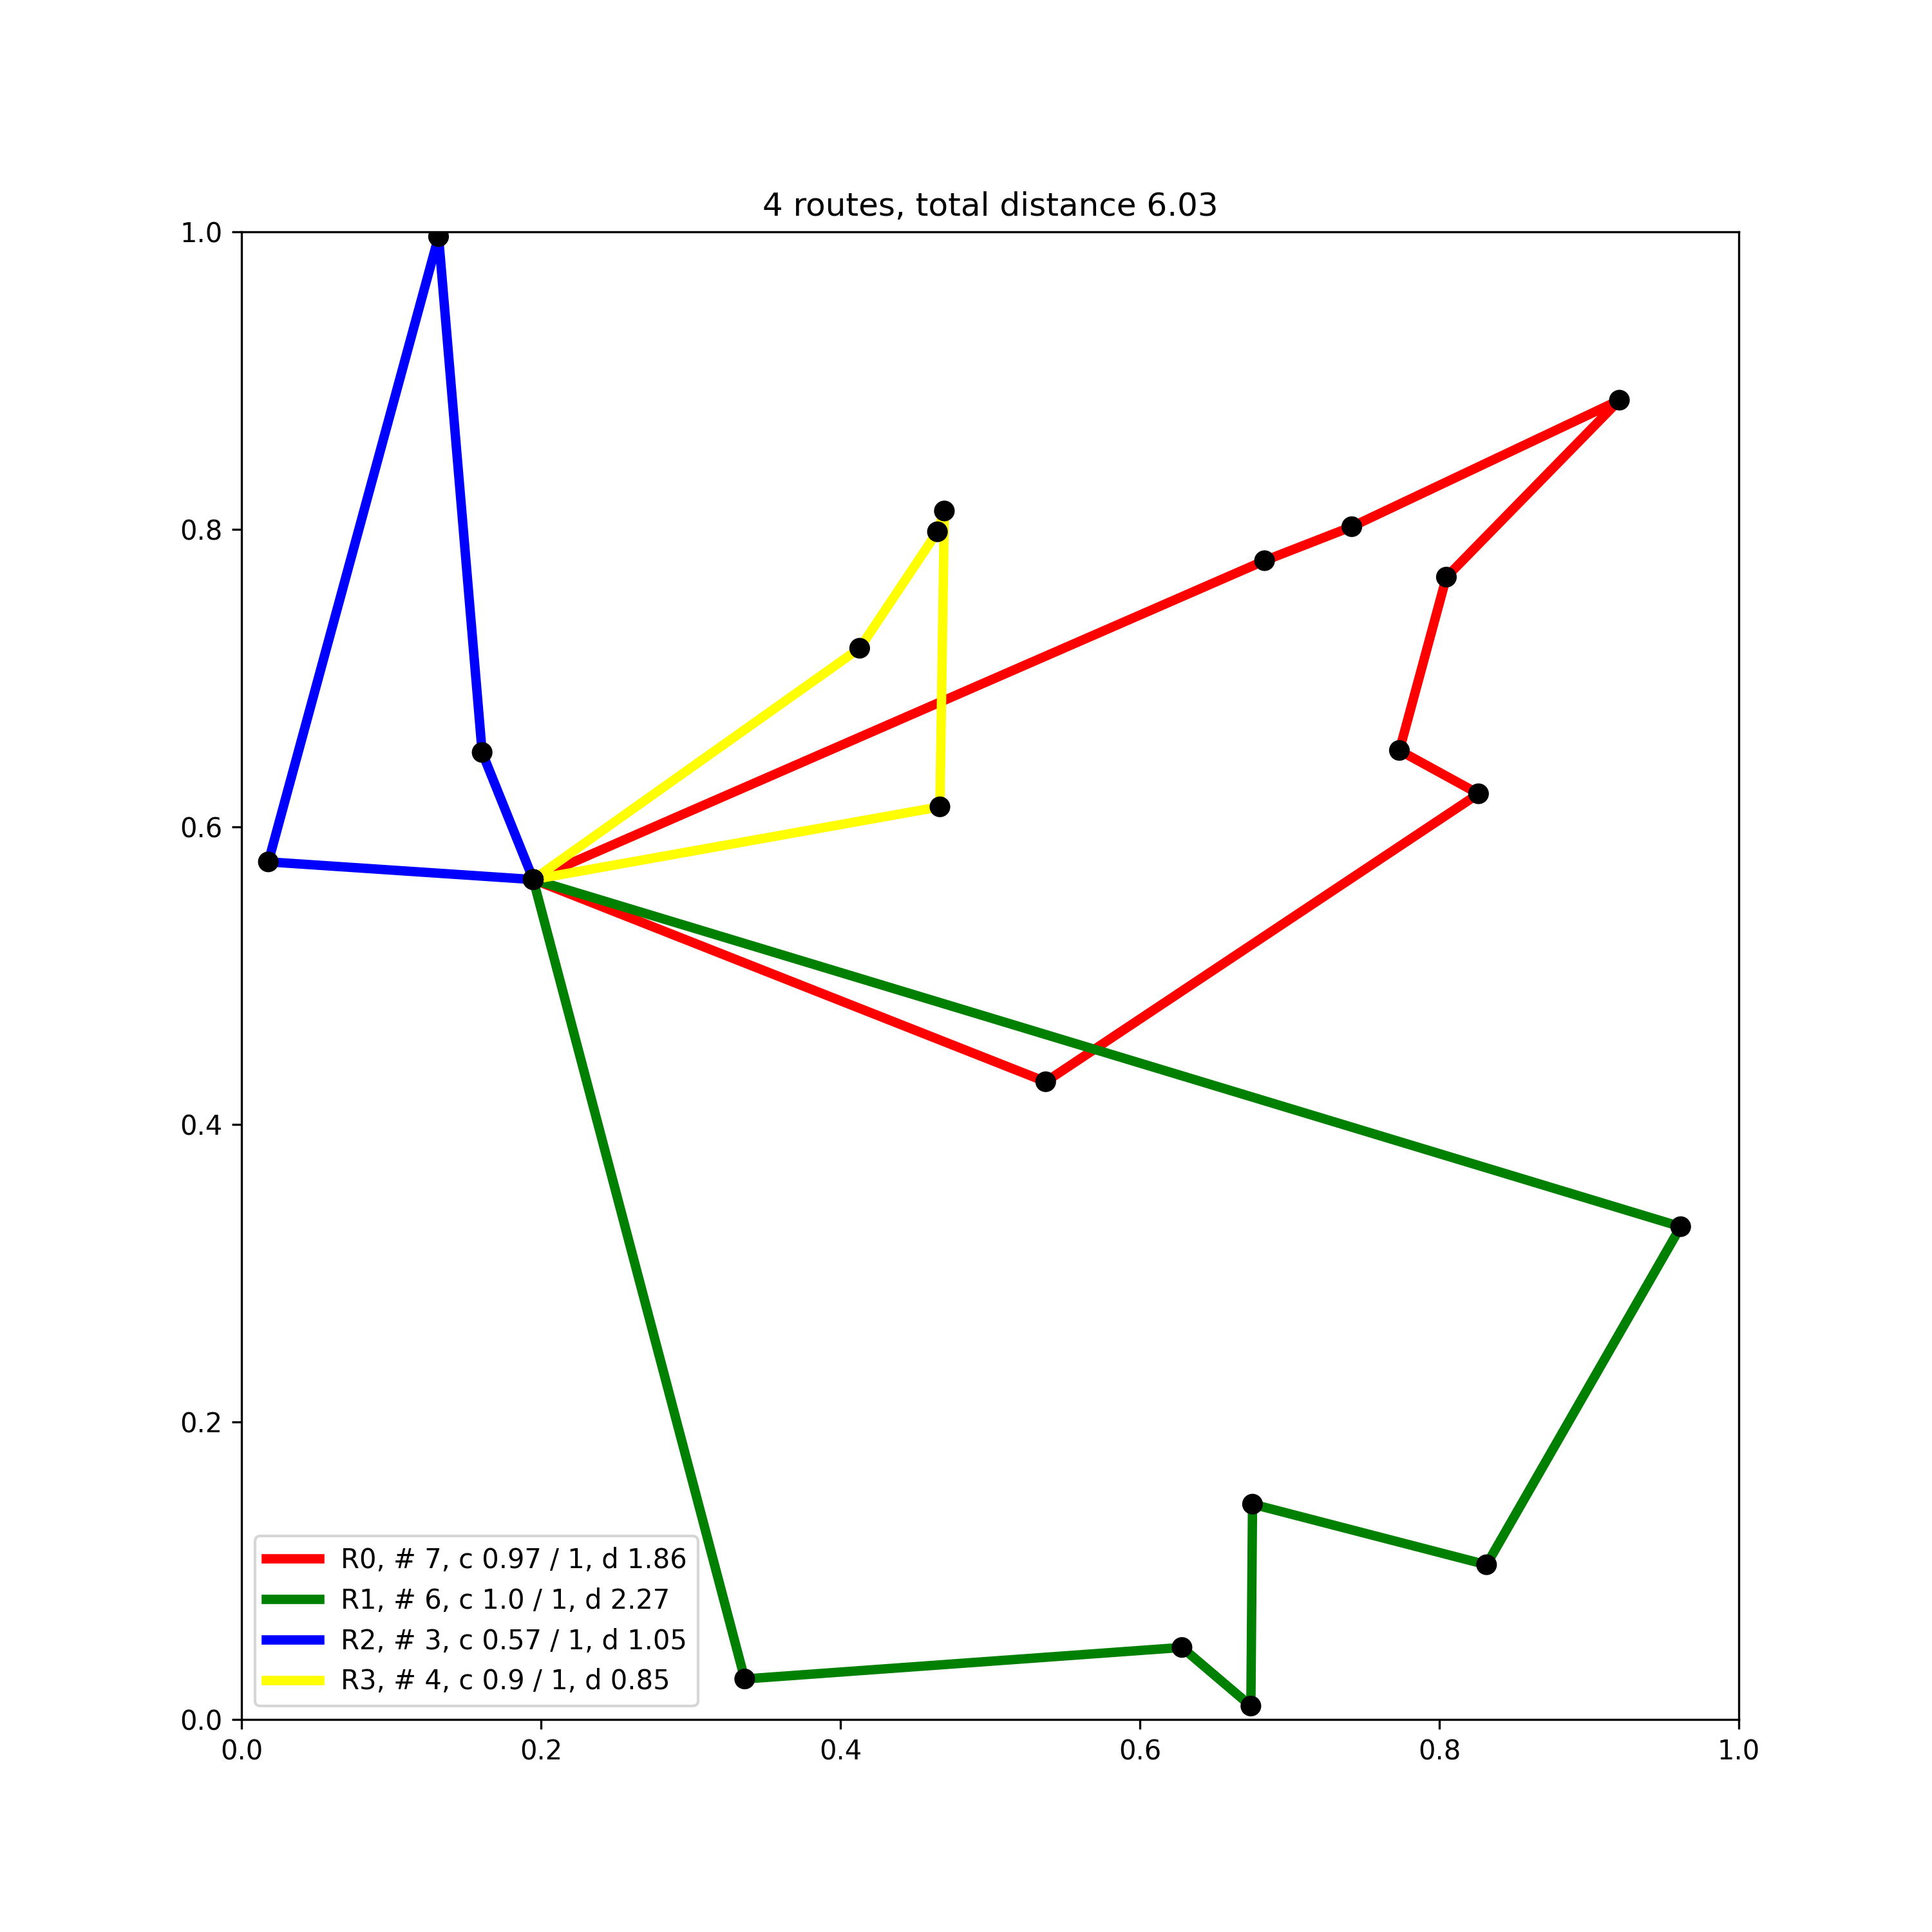 4 routes, total distance 6.03
1.0
0.8
0.6
0.4
0.2
0.0
R0, # 7, c 0.97 / 1, d 1.86
R1, # 6, c 1.0 / 1, d 2.27
R2, # 3, c 0.57 / 1, d 1.05
R3, # 4, c 0.9 / 1, d 0.85
0.0 0.2 0.4 0.6 0.8 1.0